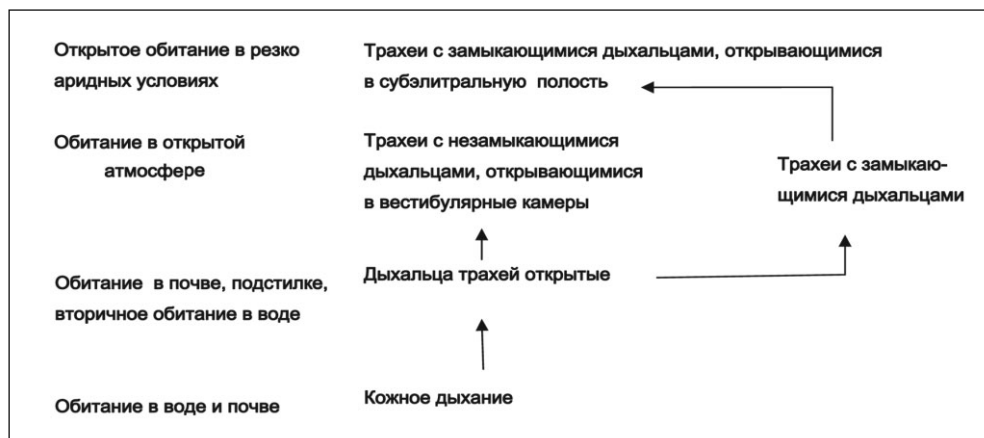 Открытое обитание в резко
аридных условиях
Трахеи с замыкающимися дыхальцами, открывающимися
в субэлитральную полость
Обитание в открытой
атмосфере
Трахеи с незамыкающимися
дыхальцами, открывающимися
в вестибулярные камеры
Трахеи с замыкаю-
щимися дыхальцами
Обитание в почве, подстилке,
вторичное обитание в воде
Дыхальца трахей открытые
Обитание в воде и почве
Кожное дыхание